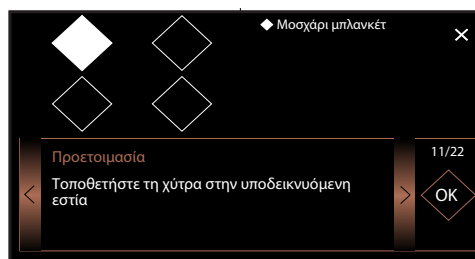 Μοσχάρι μπλανκέτ
Προετοιμασία
11/22
Τοποθετήστε τη χύτρα στην υποδεικνυόμενη
εστία
OK